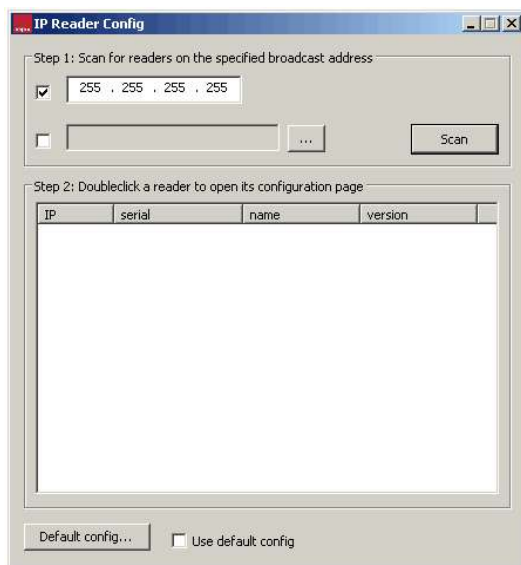 IP Reader Config
Step 1: Scan for readers on the specified broadcast address
255 . 255 . 255 . 255
... Scan
Step 2: Doubleclick a reader to open its configuration page
IP serial name version
Default config... Use default config